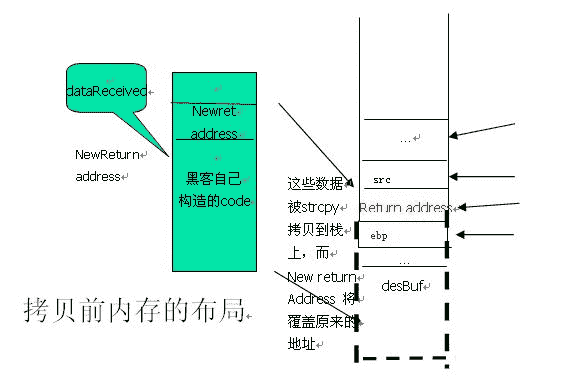 dataReceived
NewReturn
address
Newret
address
黑客自己
构造的code
这些数据
被strcpy
拷贝到栈
上，而
New return
Address 将
覆盖原来的
地址
...
src
Return address
ebp
...
desBuf
拷贝前内存的布局